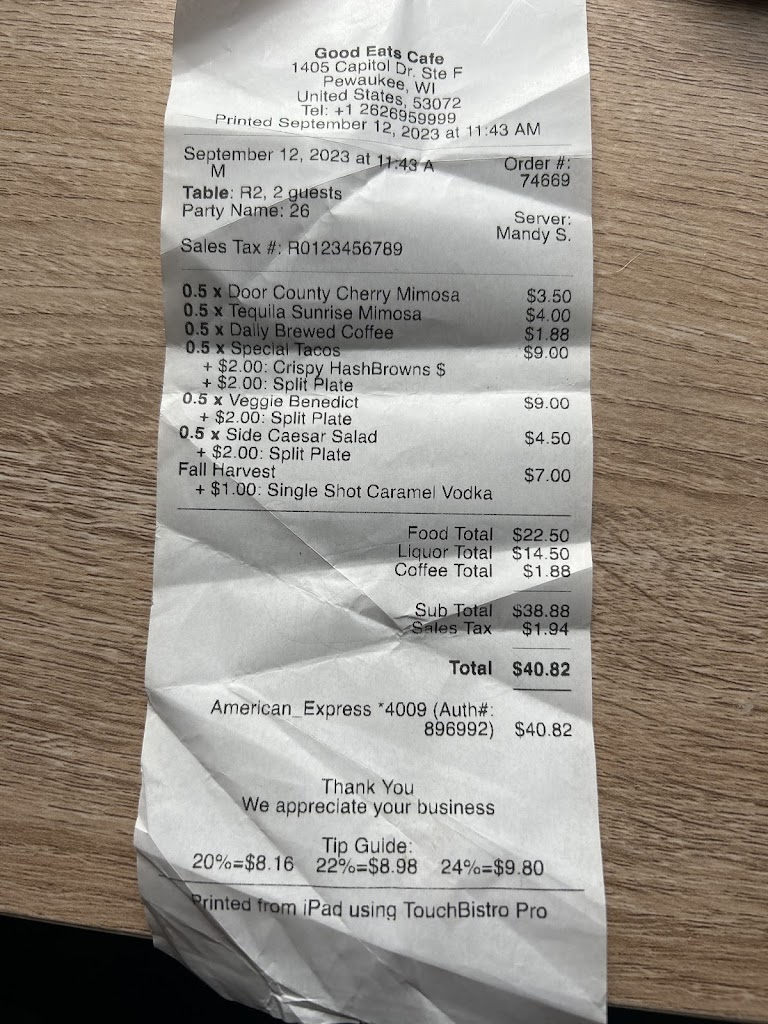 Good Eats Cafe
1405 Capitol Dr. Ste F
Pewaukee, WI
United States, 53072
Tel: +1 2626959999
Printed September 12, 2023 at 11:43 AM
September 12, 2023 at 11:43 A
M
Order #:
74669
Table: R2, 2 guests
Party Name: 26
Server:
Mandy S.
Sales Tax #: R0123456789
0.5 x Door County Cherry Mimosa $3.50
0.5 x Tequila Sunrise Mimosa $4.00
0.5 x Daily Brewed Coffee $1.88
0.5 x Special Tacos $9.00
+ $2.00: Crispy HashBrowns $
+ $2.00: Split Plate
0.5 x Veggie Benedict $9.00
+ $2.00: Split Plate
0.5 x Side Caesar Salad $4.50
+ $2.00: Split Plate
Fall Harvest $7.00
+ $1.00: Single Shot Caramel Vodka
Food Total $22.50
Liquor Total $14.50
Coffee Total $1.88
Sub Total $38.88
Sales Tax $1.94
Total $40.82
American_Express *4009 (Auth#:
896992) $40.82
Thank You
We appreciate your business
Tip Guide:
20%=$8.16 22%=$8.98 24%=$9.80
Printed from iPad using TouchBistro Pro